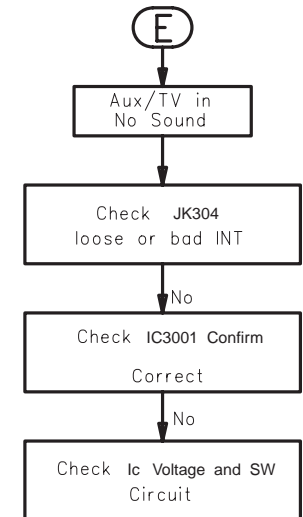 E
Aux/TV in
No Sound
Check JK304
loose or bad INT
No
Check IC3001 Confirm
Correct
No
Check Ic Voltage and SW
Circuit